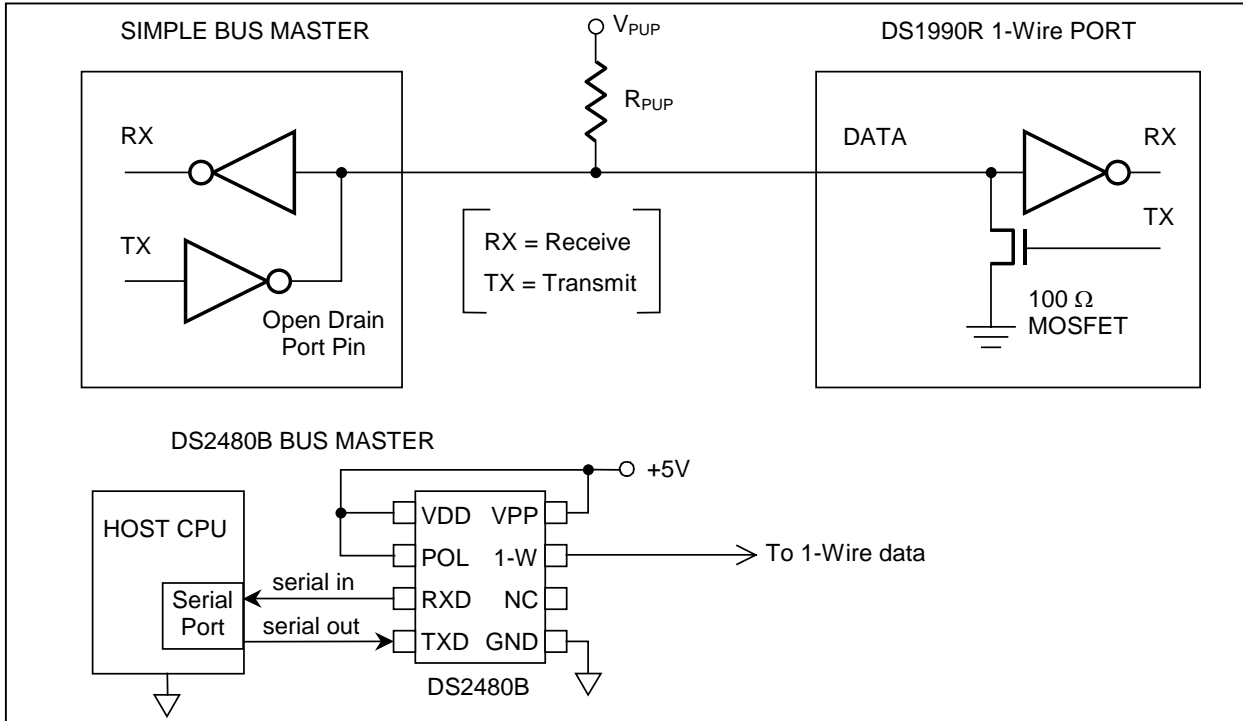 SIMPLE BUS MASTER
VPUP
DS1990R 1-Wire PORT
RPUP
RX
DATA
RX
TX
RX = Receive
TX = Transmit
TX
Open Drain
Port Pin
100 Ω
MOSFET
DS2480B BUS MASTER
+5V
HOST CPU
VDD VPP
POL 1-W
To 1-Wire data
serial in
RXD NC
Serial
Port
serial out
TXD GND
DS2480B